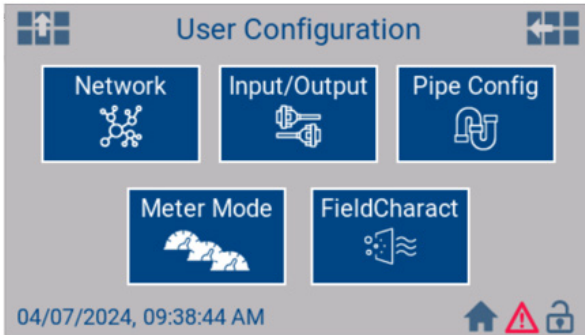 User Configuration
Network
Input/Output
Pipe Config
Meter Mode
FieldCharact
04/07/2024, 09:38:44 AM